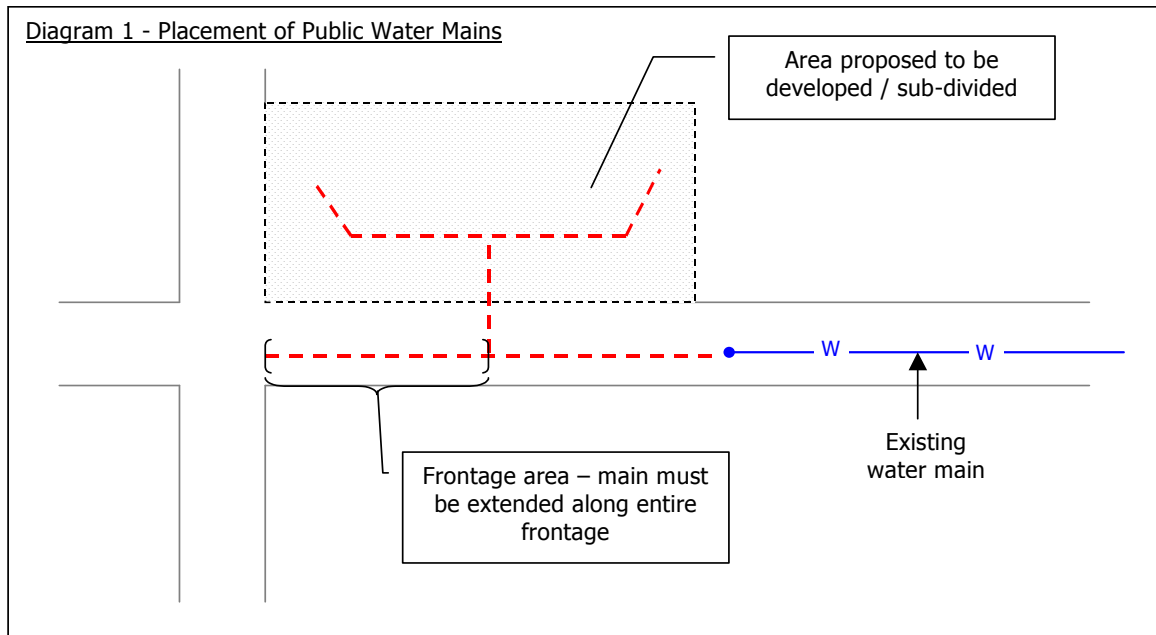 Diagram 1 - Placement of Public Water Mains
Area proposed to be
developed / sub-divided
W
W
Existing
water main
Frontage area – main must
be extended along entire
frontage